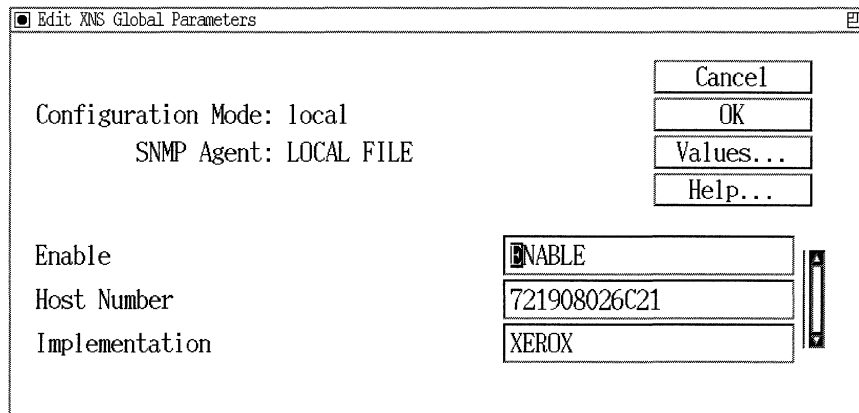 Edit XNS Global Parameters
Cancel
Configuration Mode: local
OK
SNMP Agent: LOCAL FILE
Values...
Help...
Enable
ENABLE
Host Number
721908026C21
Implementation
XEROX